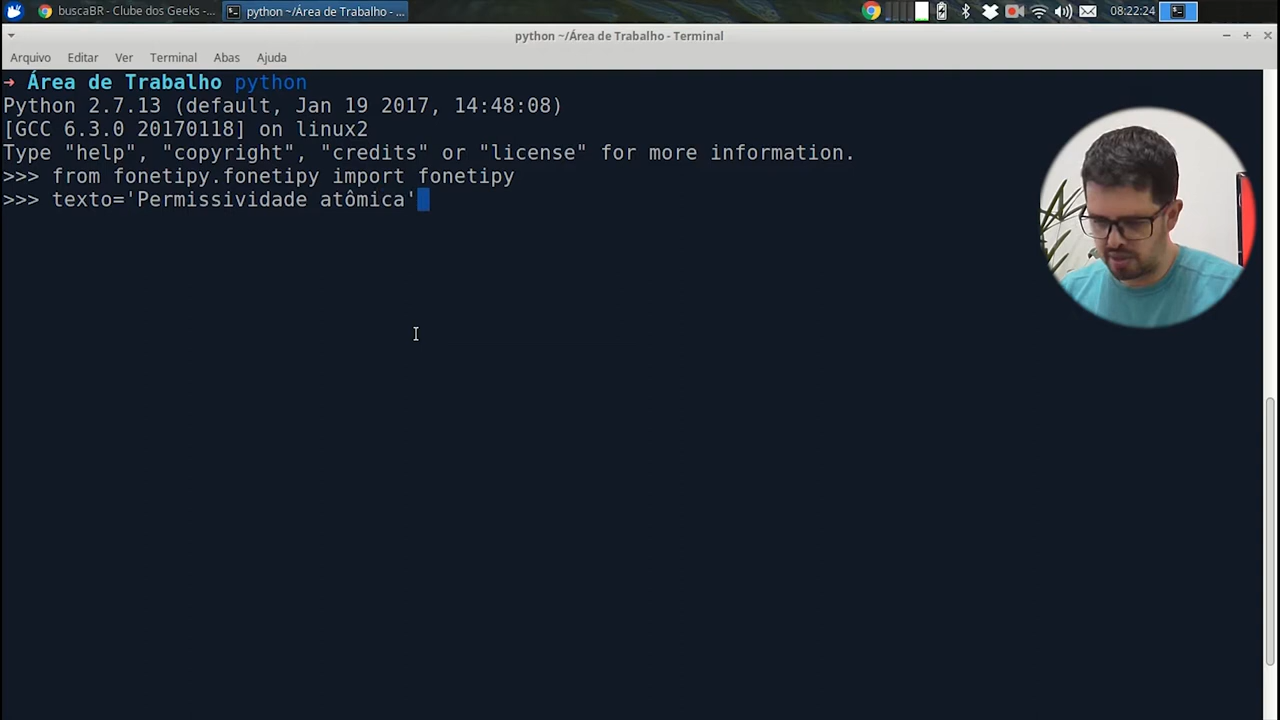 buscaBR - Clube dos Geeks -...
python ~/Área de Trabalho - ...
08:22:24
python ~/Área de Trabalho - Terminal
Arquivo Editar Ver Terminal Abas Ajuda
➜ Área de Trabalho python
Python 2.7.13 (default, Jan 19 2017, 14:48:08)
[GCC 6.3.0 20170118] on linux2
Type "help", "copyright", "credits" or "license" for more information.
>>> from fonetipy.fonetipy import fonetipy
>>> texto='Permissividade atômica'